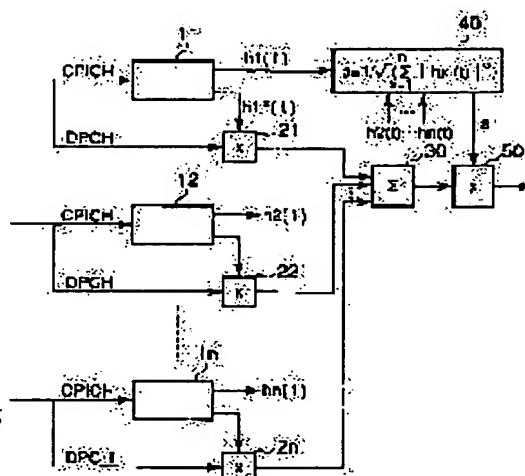 40
1
h1(t)
CPICH
h1*(t)
h2(t) ... hn(t)
DPCH
21
a
30
50
x
Σ
x
12
CPICH
h2(t)
DPCH
22
x
1n
CPICH
hn(t)
2n
x